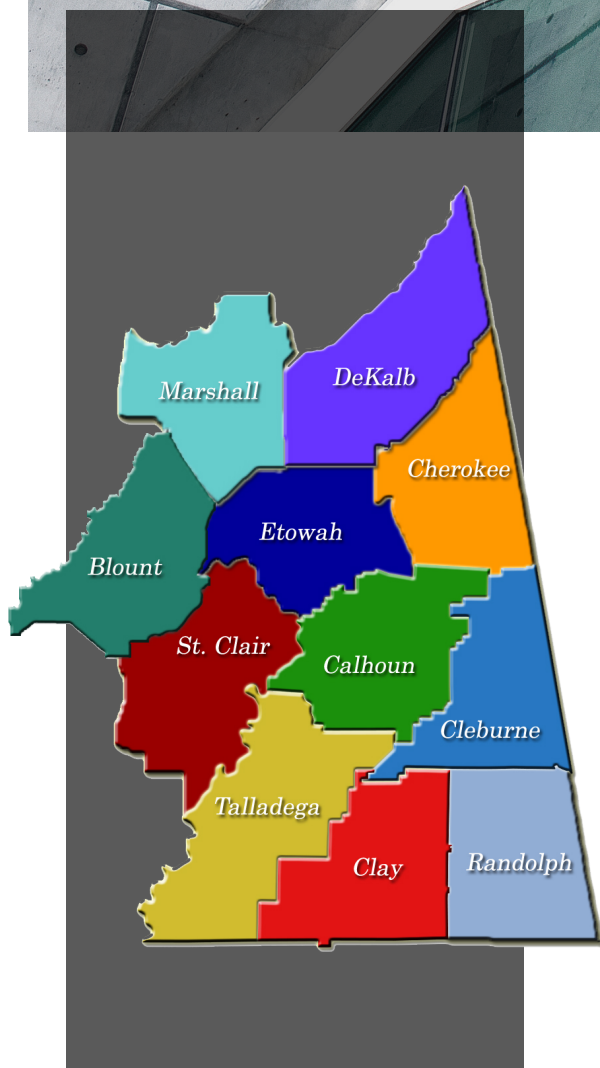 DeKalb
Marshall
Cherokee
Etowah
Blount
St. Clair
Calhoun
Cleburne
Talladega
Clay
Randolph